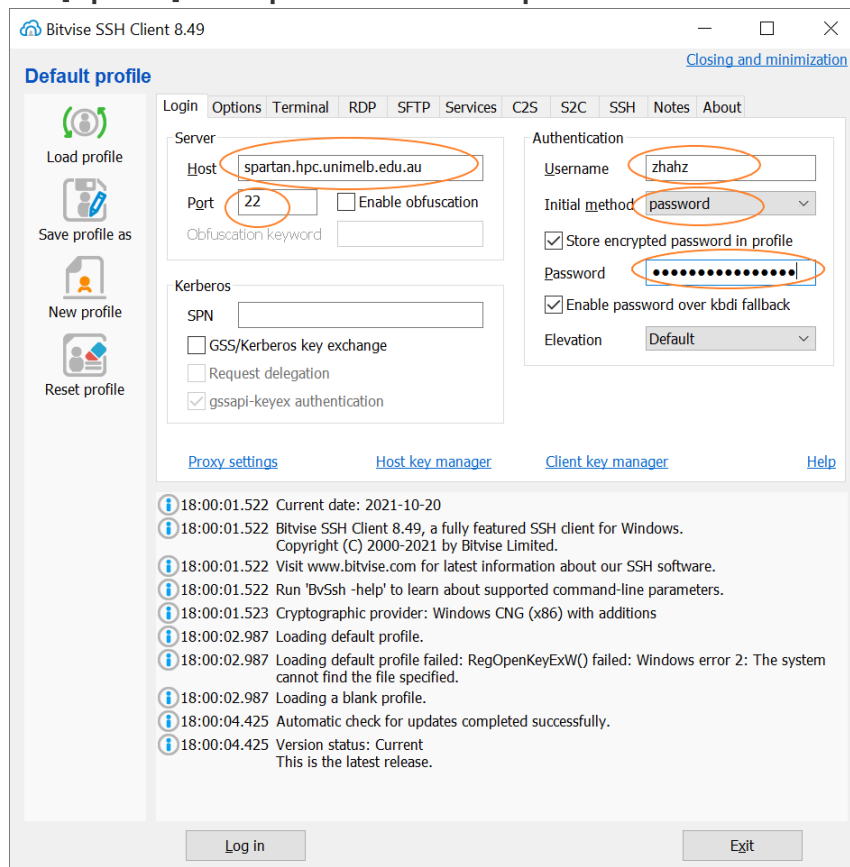 Bitvise SSH Client 8.49
Closing and minimization
Default profile
Load profile
Save profile as
New profile
Reset profile
Login Options Terminal RDP SFTP Services C2S S2C SSH Notes About
Server
Host spartan.hpc.unimelb.edu.au
Port 22 Enable obfuscation
Obfuscation keyword
Kerberos
SPN
GSS/Kerberos key exchange
Request delegation
gssapi-keyex authentication
Authentication
Username zhahz
Initial method password
Store encrypted password in profile
Password ●●●●●●●●●●●●●●●●
Enable password over kbdi fallback
Elevation Default
Proxy settings Host key manager Client key manager Help
18:00:01.522 Current date: 2021-10-20
18:00:01.522 Bitvise SSH Client 8.49, a fully featured SSH client for Windows.
Copyright (C) 2000-2021 by Bitvise Limited.
18:00:01.522 Visit www.bitvise.com for latest information about our SSH software.
18:00:01.522 Run 'BvSsh -help' to learn about supported command-line parameters.
18:00:01.523 Cryptographic provider: Windows CNG (x86) with additions
18:00:02.987 Loading default profile.
18:00:02.987 Loading default profile failed: RegOpenKeyExW() failed: Windows error 2: The system
cannot find the file specified.
18:00:02.987 Loading a blank profile.
18:00:04.425 Automatic check for updates completed successfully.
18:00:04.425 Version status: Current
This is the latest release.
Log in Exit